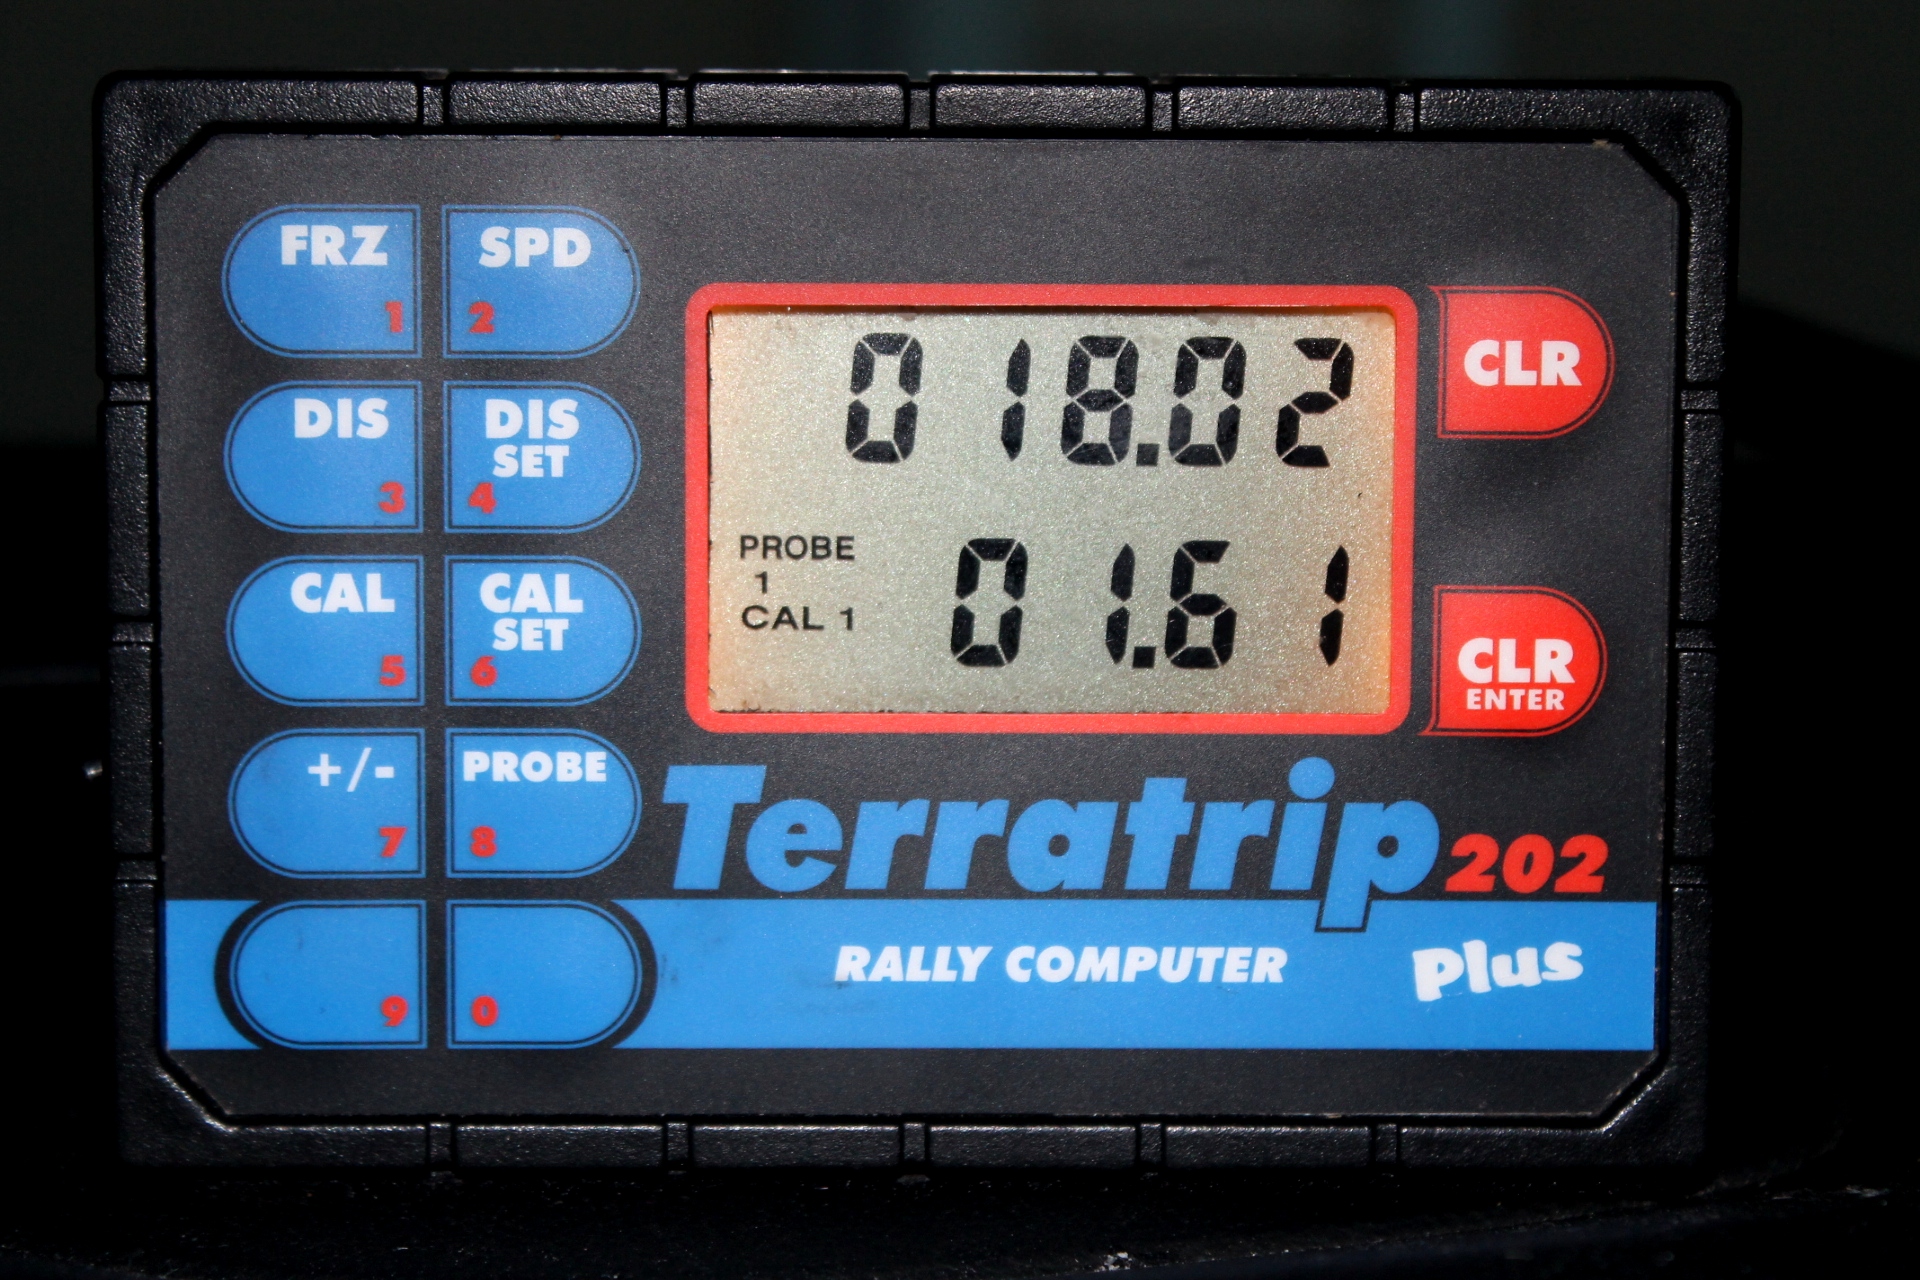 FRZ
1
SPD
2
DIS
3
DIS
SET
4
CAL
5
CAL
SET
6
+/-
7
PROBE
8
9
0
018.02
PROBE
1
CAL 1
01.61
CLR
CLR
ENTER
Terratrip 202
RALLY COMPUTER
Plus